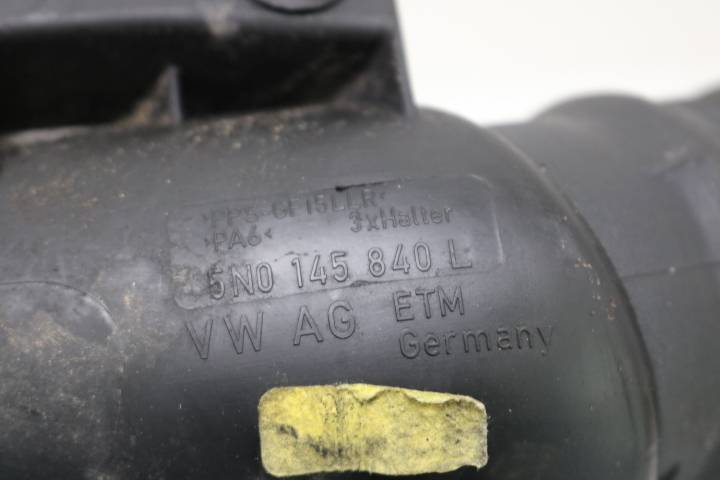 >PA6<
3xHalter
5N0 145 840 L
VW AG
ETM
Germany